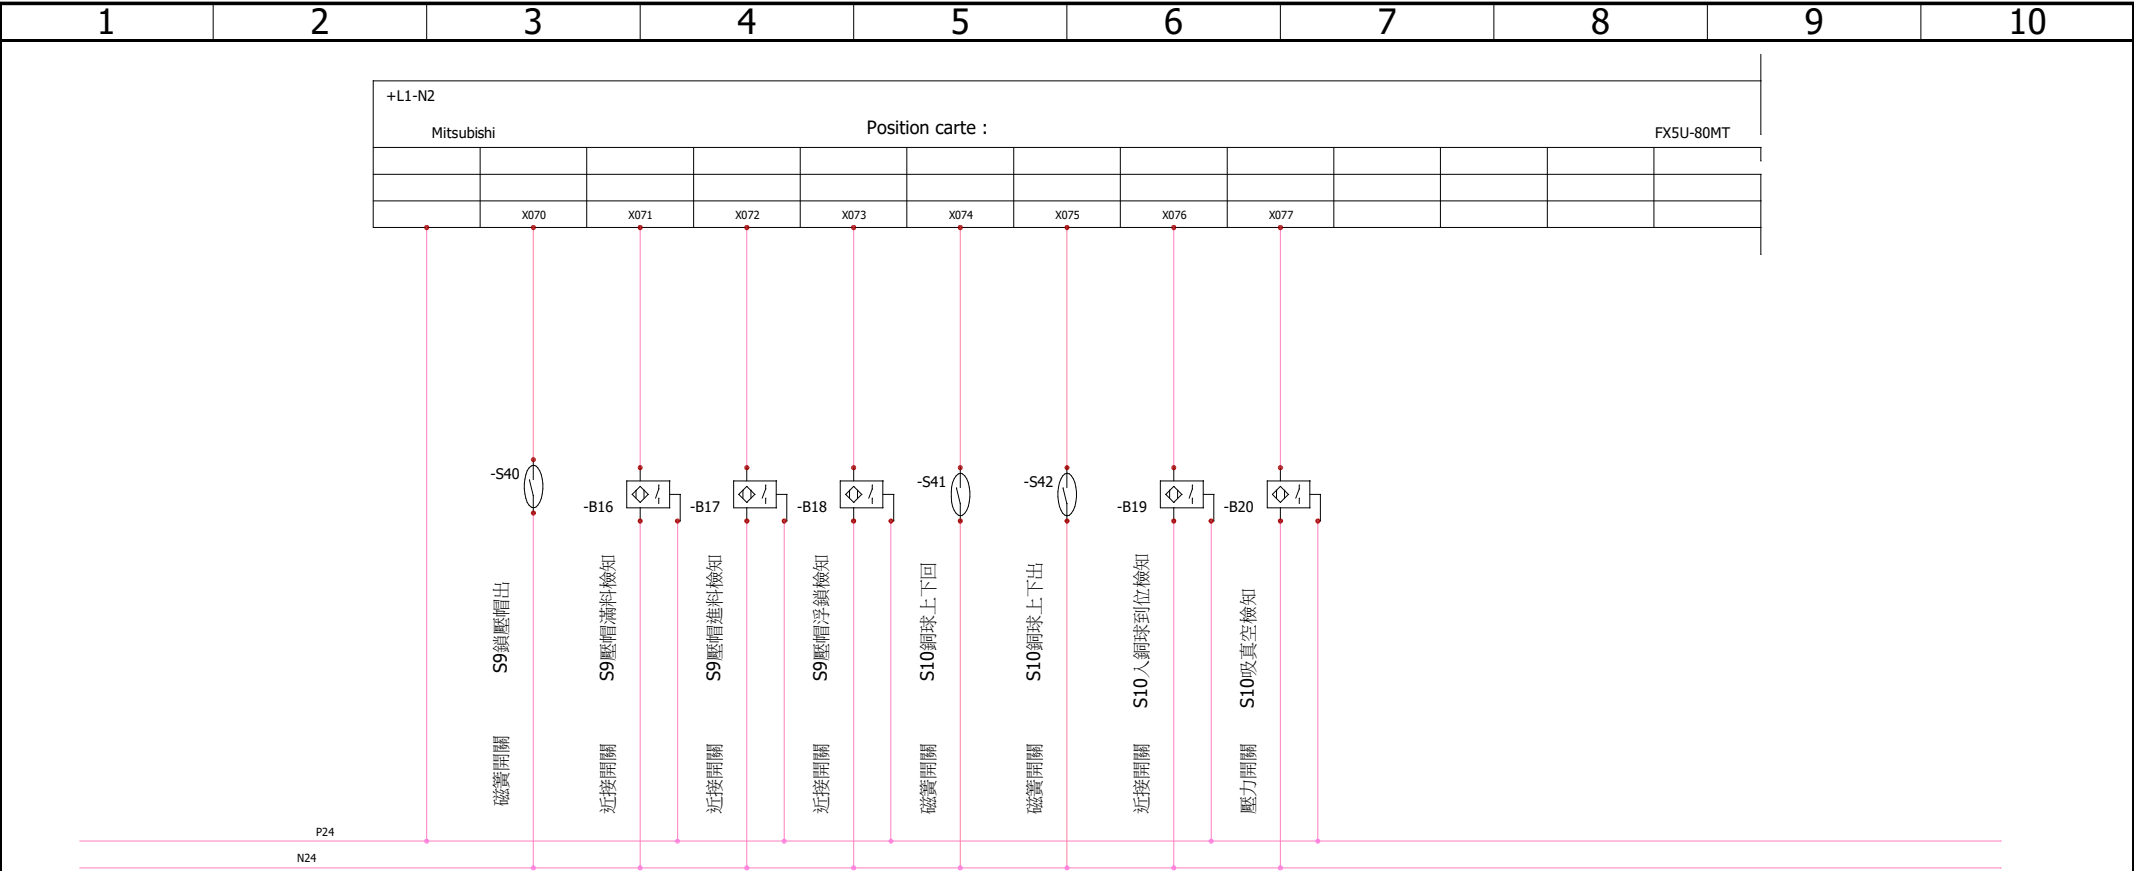 1 2 3 4 5 6 7 8 9 10
+L1-N2
Mitsubishi Position carte : FX5U-80MT
X070 X071 X072 X073 X074 X075 X076 X077
-S40
-B16
-B17
-B18
-S41
-S42
-B19
-B20
S9鎖壓帽出
磁簧開關
S9壓帽滿料檢知
近接開關
S9壓帽進料檢知
近接開關
S9壓帽浮鎖檢知
近接開關
S10銅球上下回
磁簧開關
S10銅球上下出
磁簧開關
S10入銅球到位檢知
近接開關
S10吸真空檢知
壓力開關
P24
N24